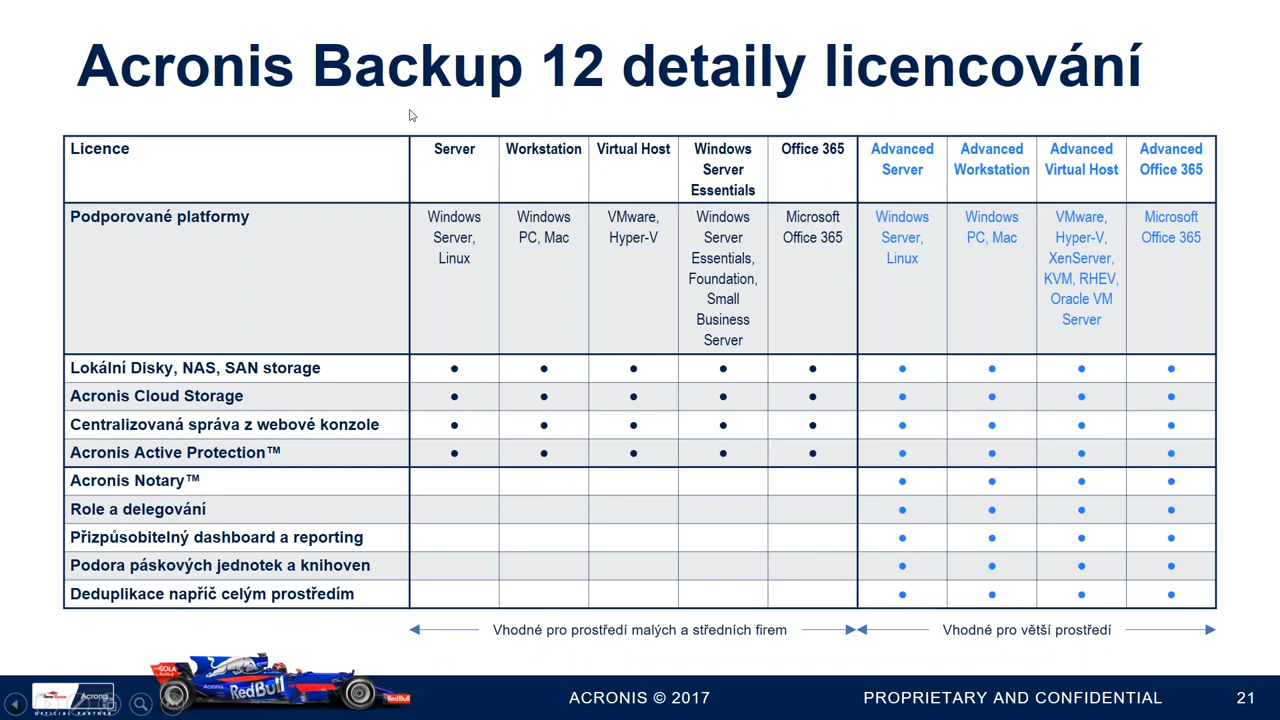 Acronis Backup 12 detaily licencování
Licence
Server
Workstation
Virtual Host
Windows
Server
Essentials
Office 365
Advanced
Server
Advanced
Workstation
Advanced
Virtual Host
Advanced
Office 365
Podporované platformy
Windows
Server,
Linux
Windows
PC, Mac
VMware,
Hyper-V
Windows
Server
Essentials,
Foundation,
Small
Business
Server
Microsoft
Office 365
Windows
Server,
Linux
Windows
PC, Mac
VMware,
Hyper-V,
XenServer,
KVM, RHEV,
Oracle VM
Server
Microsoft
Office 365
Lokální Disky, NAS, SAN storage
Acronis Cloud Storage
Centralizovaná správa z webové konzole
Acronis Active Protection™
Acronis Notary™
Role a delegování
Přizpůsobitelný dashboard a reporting
Podora páskových jednotek a knihoven
Deduplikace napříč celým prostředím
Vhodné pro prostředí malých a středních firem
Vhodné pro větší prostředí
Acronis
RedBull
RedBull
Acronis
OFFICIAL PARTNER
ACRONIS © 2017
PROPRIETARY AND CONFIDENTIAL
21